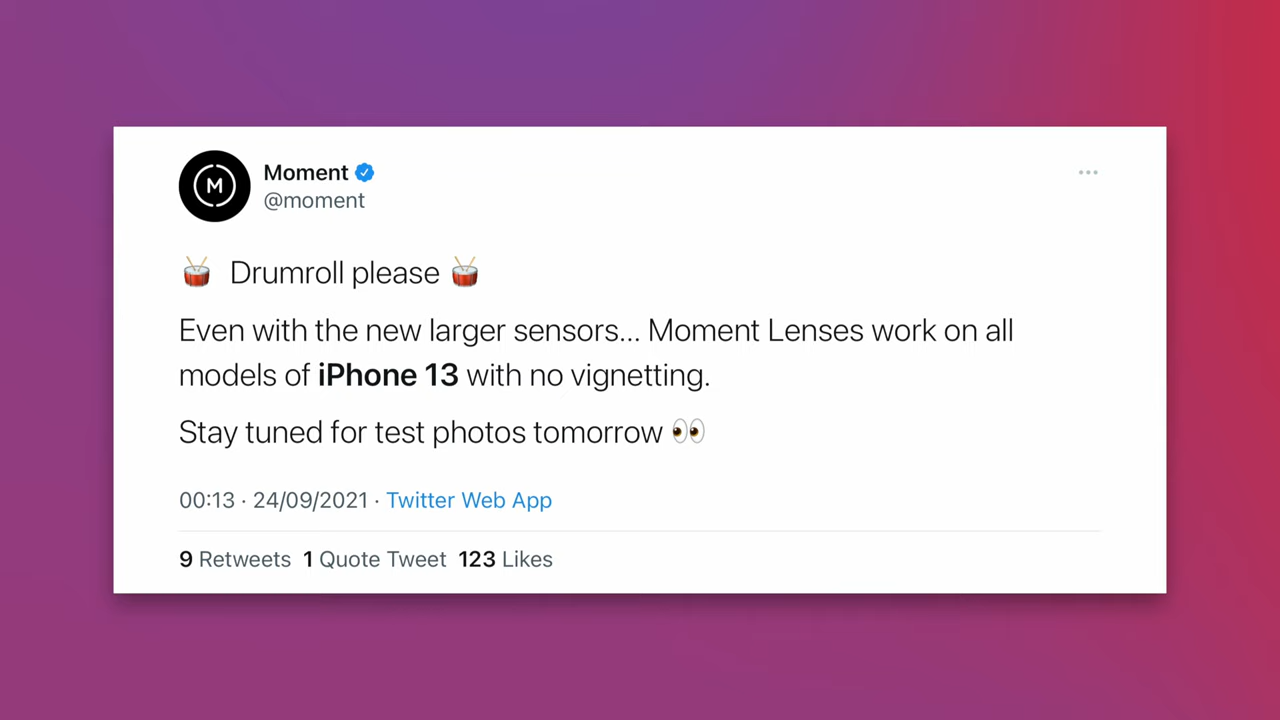 M
Moment
@moment
🥁 Drumroll please 🥁
Even with the new larger sensors... Moment Lenses work on all
models of iPhone 13 with no vignetting.
Stay tuned for test photos tomorrow 👀
00:13 · 24/09/2021 · Twitter Web App
9 Retweets 1 Quote Tweet 123 Likes